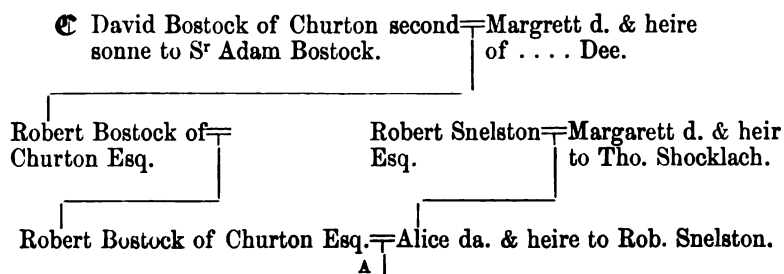 C David Bostock of Churton second Margrett d. & heire
sonne to Sʳ Adam Bostock. of .... Dee.
Robert Bostock of Robert Snelston Margarett d. & heir
Churton Esq. Esq. to Tho. Shocklach.
Robert Bostock of Churton Esq. Alice da. & heire to Rob. Snelston.
A